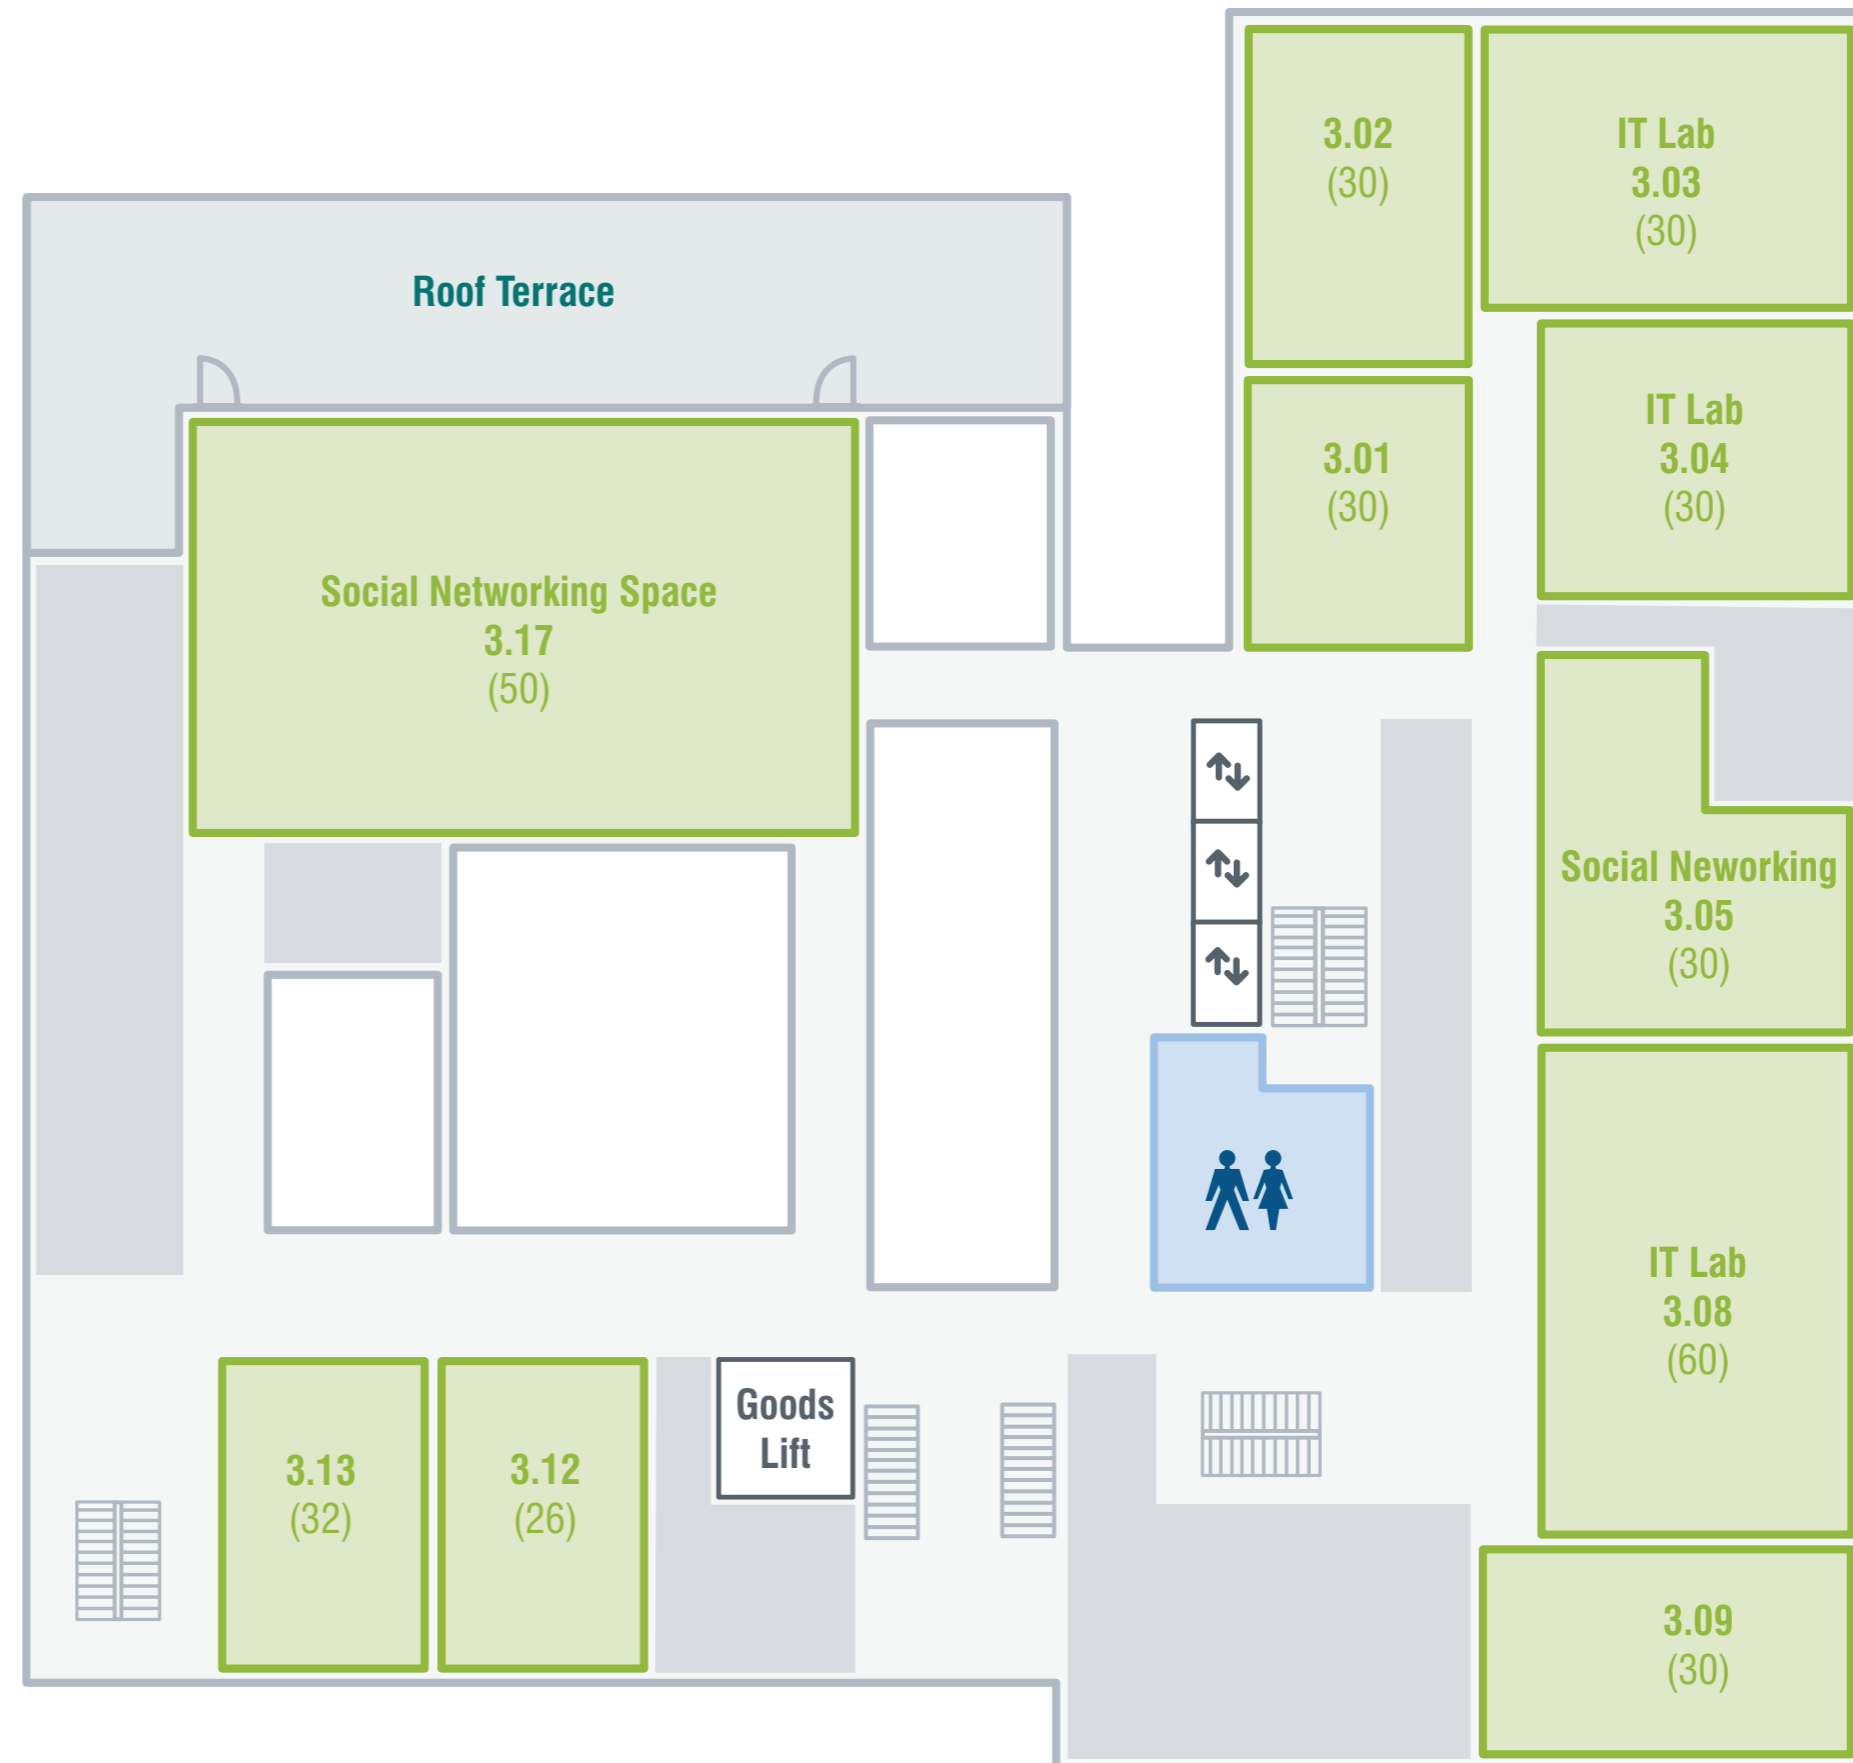 3.02
(30)
IT Lab
3.03
(30)
Roof Terrace
3.01
(30)
IT Lab
3.04
(30)
Social Networking Space
3.17
(50)
Social Neworking
3.05
(30)
IT Lab
3.08
(60)
3.13
(32)
3.12
(26)
Goods
Lift
3.09
(30)